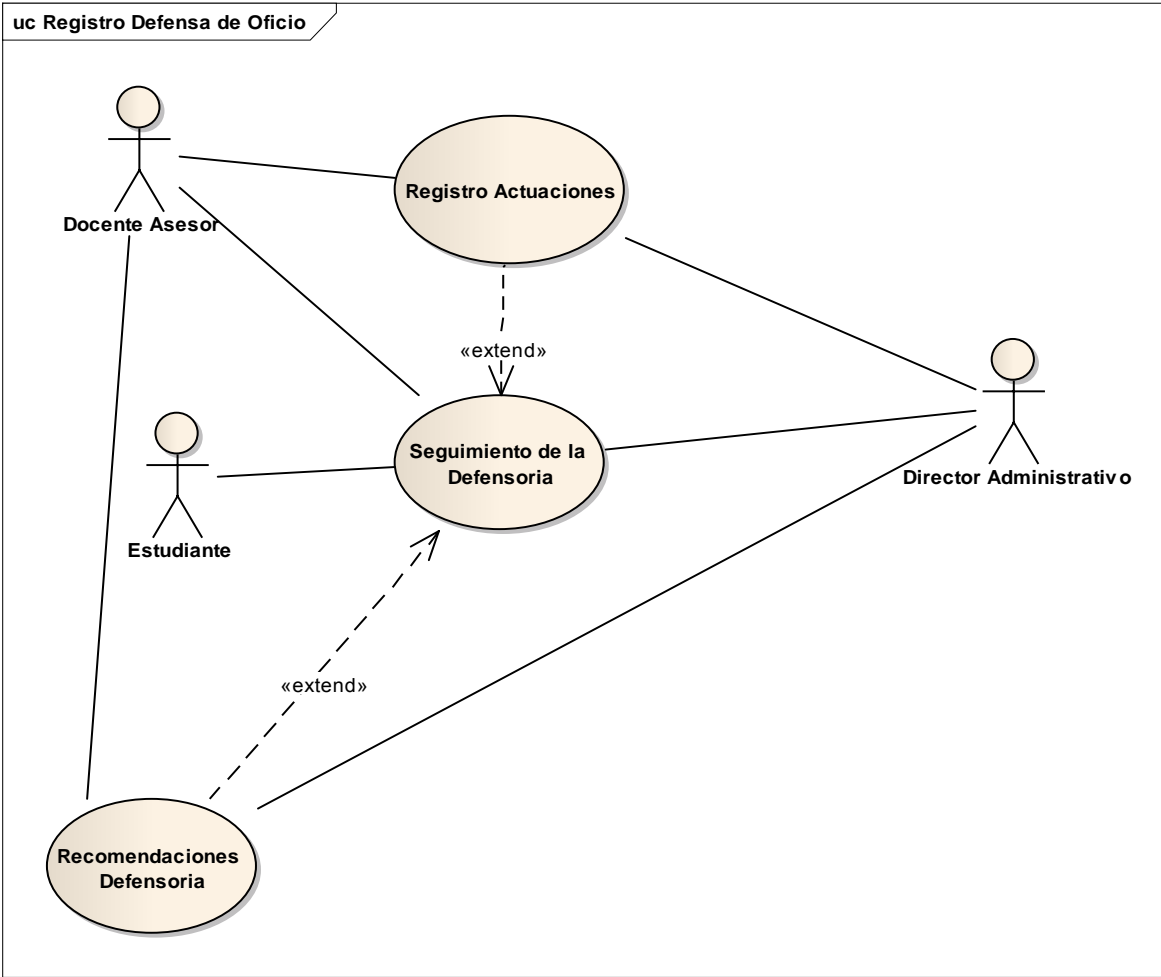 uc Registro Defensa de Oficio
Docente Asesor
Registro Actuaciones
«extend»
Seguimiento de la
Defensoria
Director Administrativo
Estudiante
«extend»
Recomendaciones
Defensoria